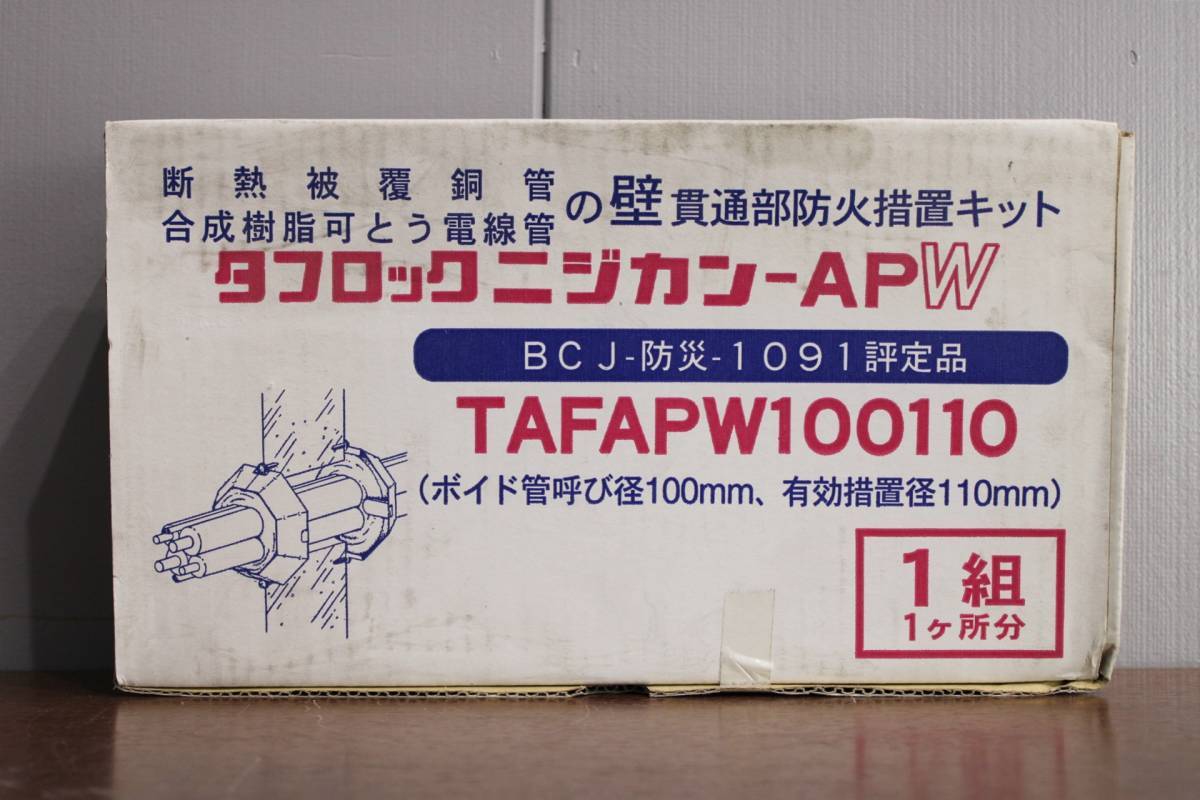 断熱被覆銅管
合成樹脂可とう電線管
の壁貫通部防火措置キット
タフロックニジカン-APW
BCJ-防災-1091評定品
TAFAPW100110
（ボイド管呼び径100mm、有効措置径110mm）
1組
1ヶ所分